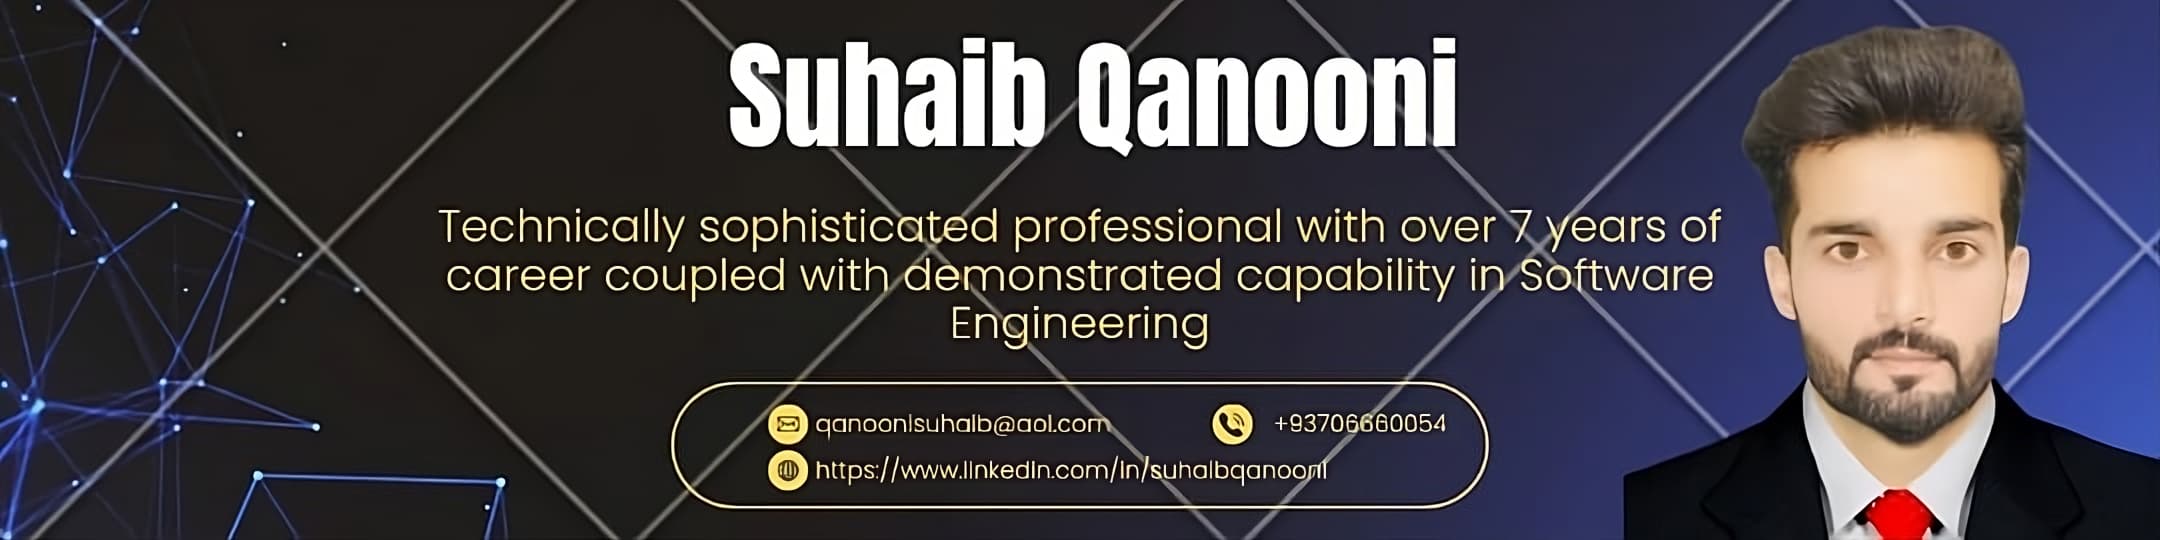 Suhaib Qanooni
Technically sophisticated professional with over 7 years of
career coupled with demonstrated capability in Software
Engineering
qanoonisuhaib@aol.com
+93706660054
https://www.linkedin.com/in/suhaibqanooni